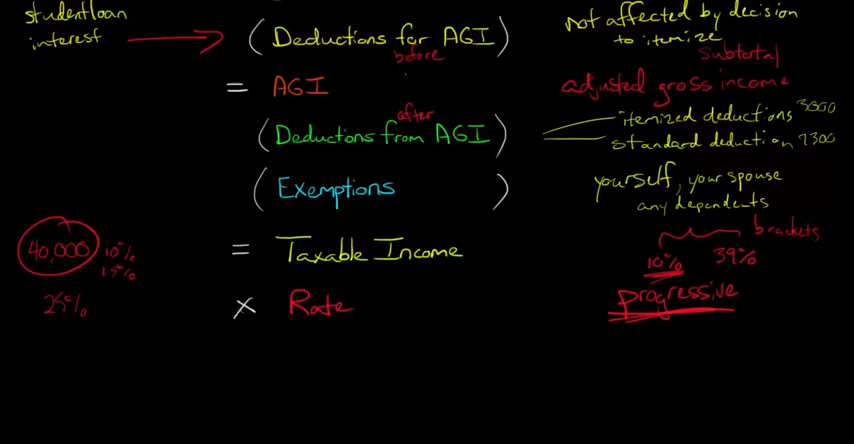 student loan
interest
(Deductions for AGI)
before
Not affected by decision
to itemize
subtotal
= AGI
adjusted gross income
after
(Deductions from AGI)
itemized deductions 3000
standard deduction 7300
(Exemptions)
yourself, your spouse
any dependents
brackets
10% 39%
40,000 10%
15%
25%
= Taxable Income
x Rate
progressive